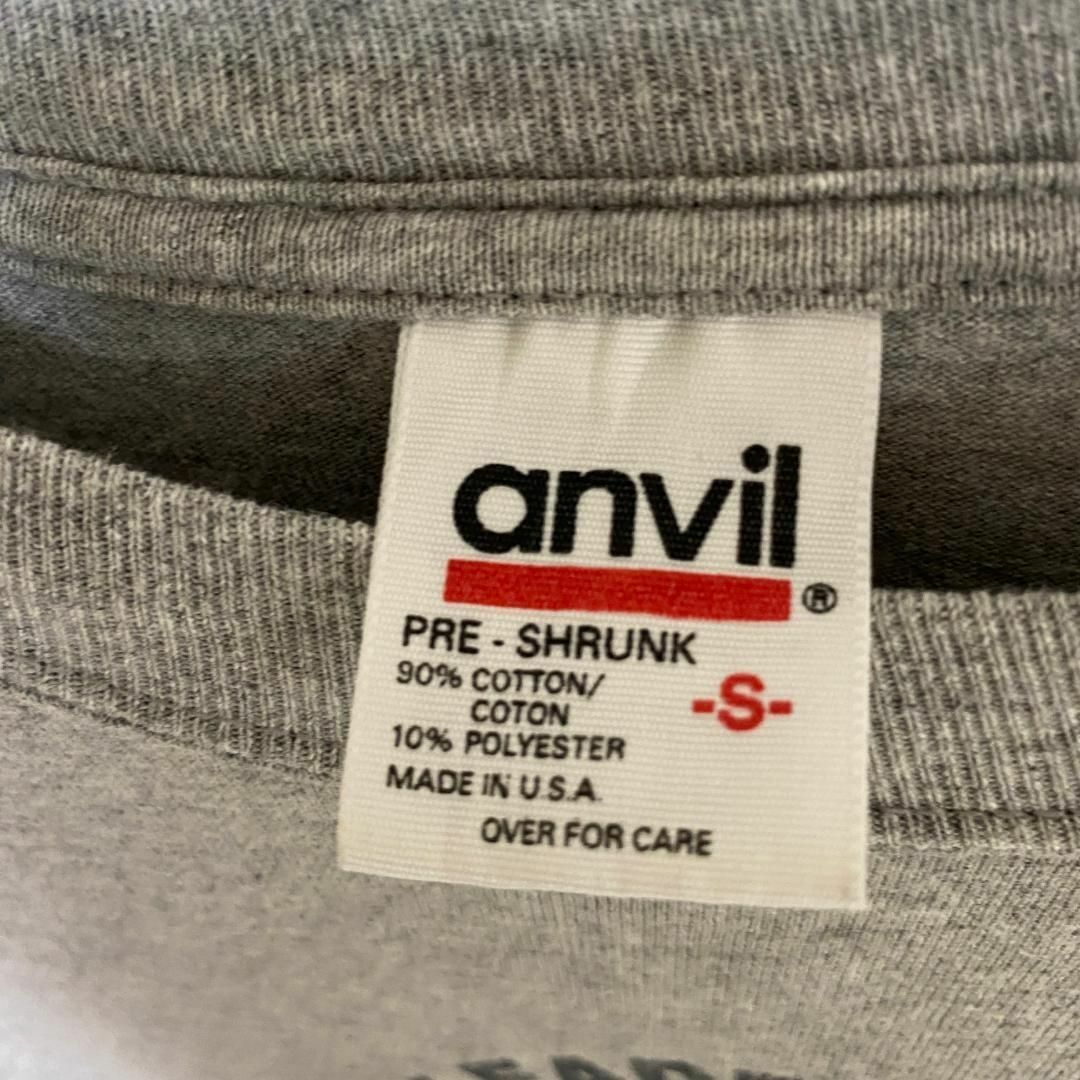 anvil
®
PRE - SHRUNK
90% COTTON/
COTON
-S-
10% POLYESTER
MADE IN U.S.A.
OVER FOR CARE